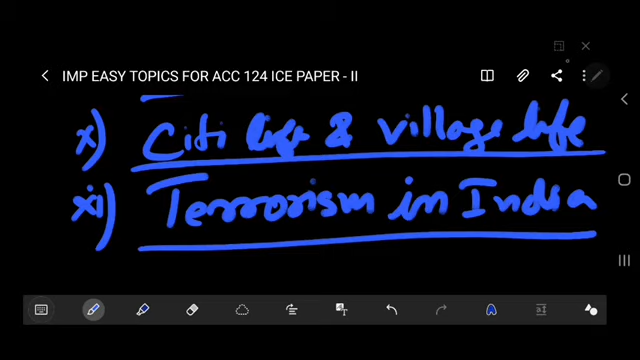 IMP EASY TOPICS FOR ACC 124 ICE PAPER - II
x) Citi life & village life
xi) Terrorism in India
T